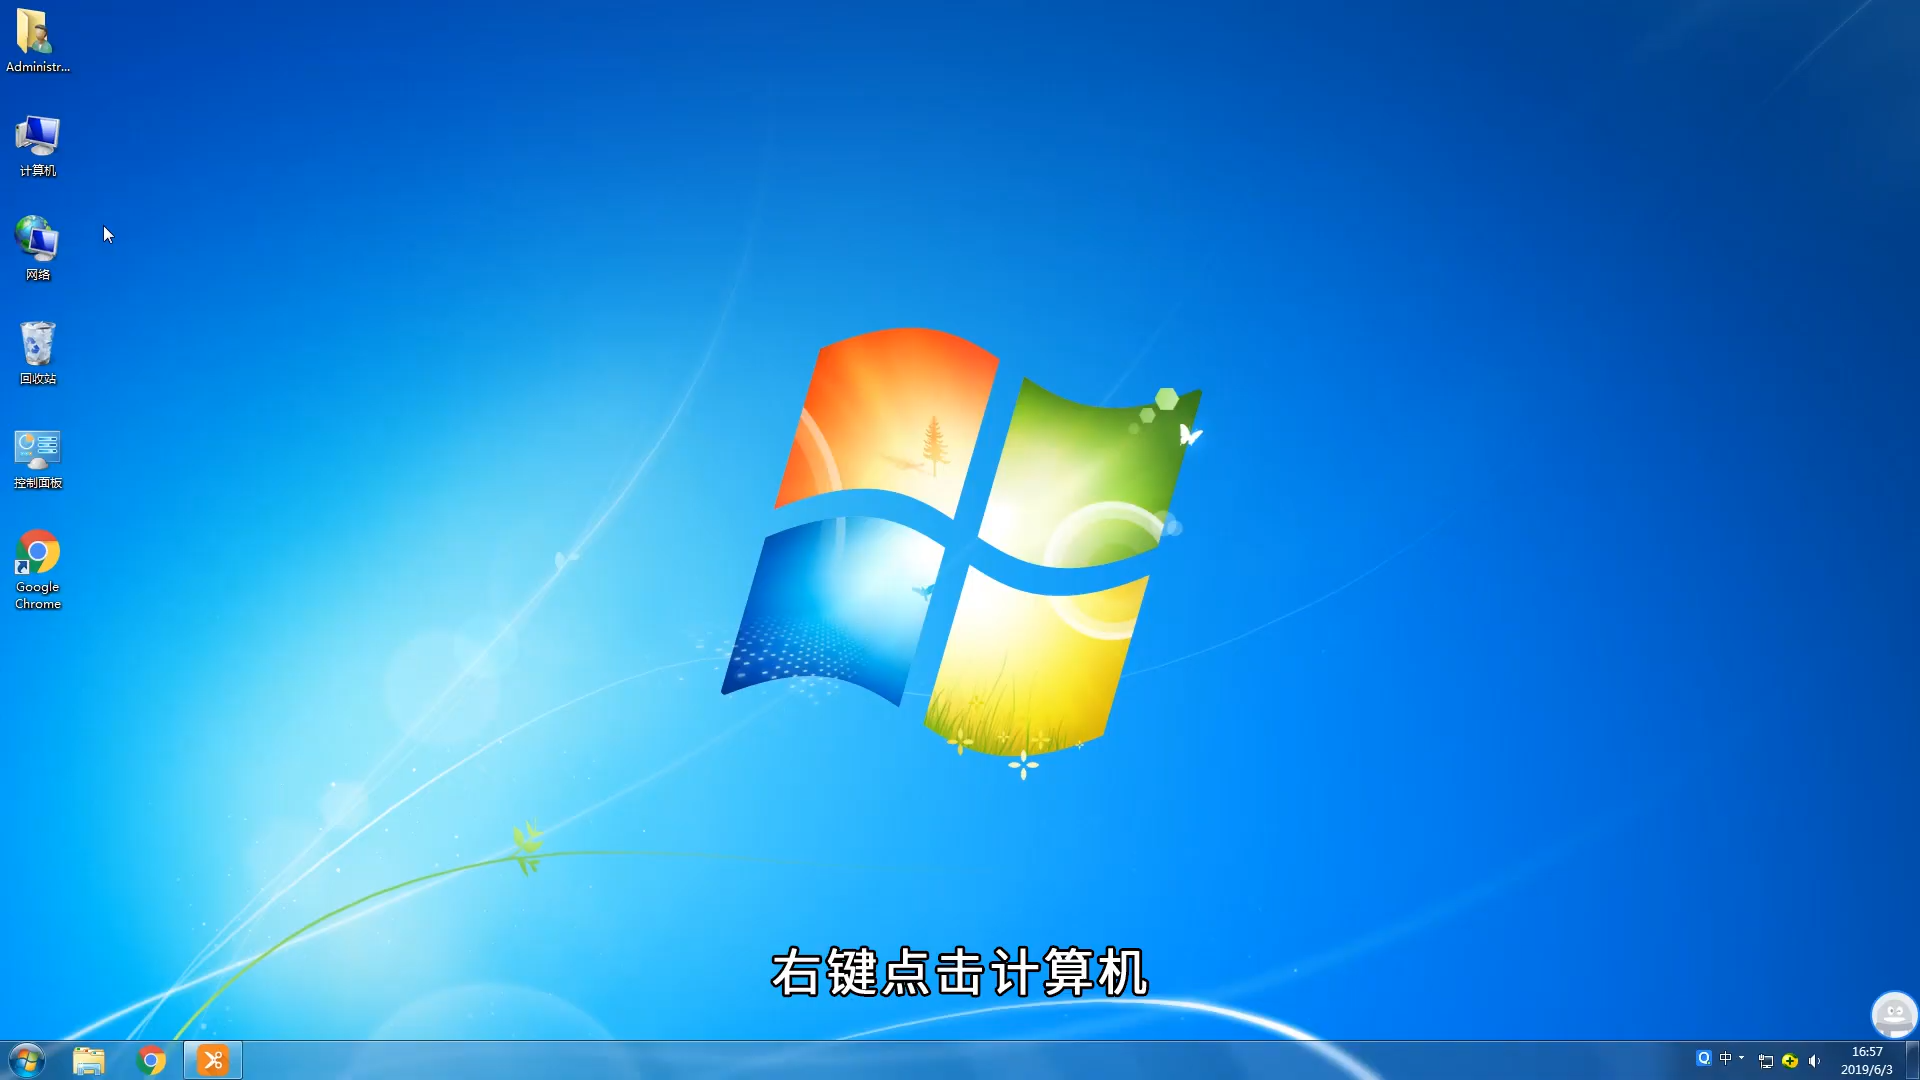 Administr...
计算机
网络
回收站
控制面板
Google
Chrome
右键点击计算机
中
16:57
2019/6/3